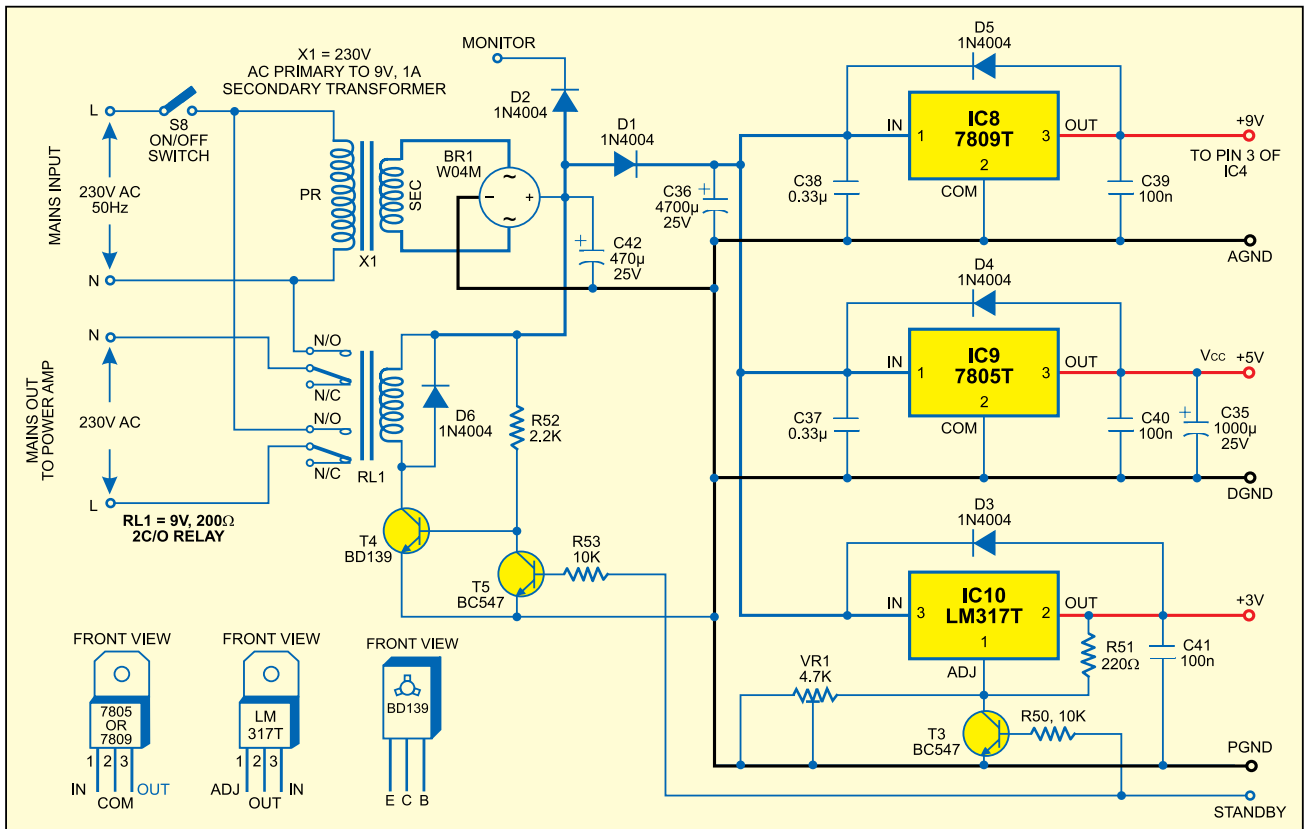 X1 = 230V
AC PRIMARY TO 9V, 1A
SECONDARY TRANSFORMER
MONITOR
D5
1N4004
L
S8
ON/OFF
SWITCH
D2
1N4004
D1
1N4004
IN
1
IC8
7809T
3
OUT
+9V
TO PIN 3 OF
IC4
2
COM
MAINS INPUT
230V AC
50Hz
PR
SEC
BR1
W04M
~
~
−
+
X1
C36
4700µ
25V
+
C38
0.33µ
C39
100n
C42
470µ
25V
+
AGND
N
D4
1N4004
N
N/O
N/C
N/O
N/C
MAINS OUT
TO POWER AMP
230V AC
L
D6
1N4004
R52
2.2K
RL1
RL1 = 9V, 200Ω
2C/O RELAY
IN
1
IC9
7805T
3
OUT
Vcc +5V
2
COM
C37
0.33µ
C40
100n
C35
1000µ
25V
+
DGND
T4
BD139
T5
BC547
R53
10K
D3
1N4004
IN
3
IC10
LM317T
2
OUT
+3V
1
ADJ
VR1
4.7K
R51
220Ω
C41
100n
T3
BC547
R50, 10K
PGND
STANDBY
FRONT VIEW
7805
OR
7809
1 2 3
IN
COM
OUT
FRONT VIEW
LM
317T
1 2 3
ADJ
OUT
IN
FRONT VIEW
BD139
E C B